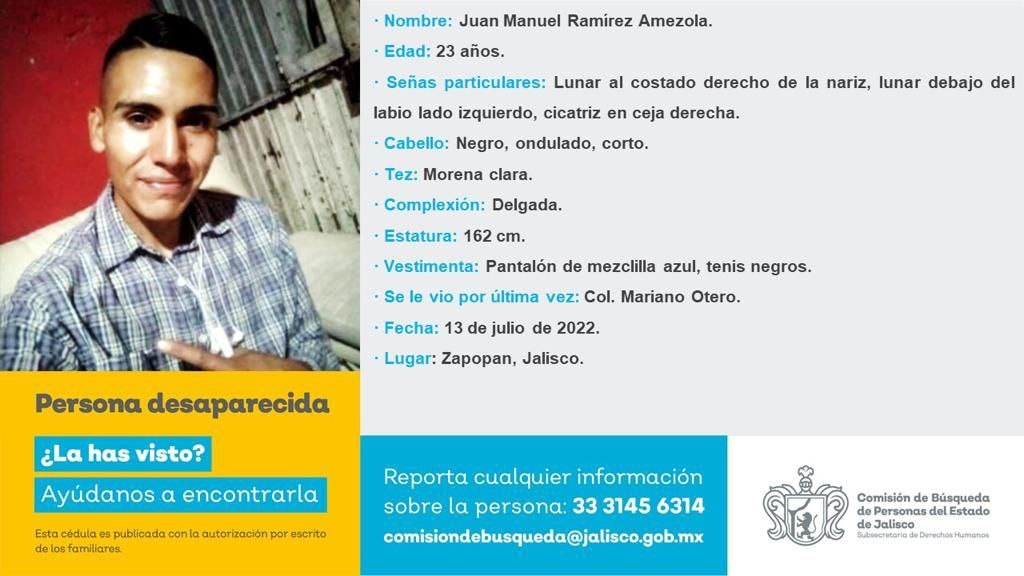 · Nombre: Juan Manuel Ramírez Amezola.
· Edad: 23 años.
· Señas particulares: Lunar al costado derecho de la nariz, lunar debajo del
labio lado izquierdo, cicatriz en ceja derecha.
· Cabello: Negro, ondulado, corto.
· Tez: Morena clara.
· Complexión: Delgada.
· Estatura: 162 cm.
· Vestimenta: Pantalón de mezclilla azul, tenis negros.
· Se le vio por última vez: Col. Mariano Otero.
· Fecha: 13 de julio de 2022.
· Lugar: Zapopan, Jalisco.
Persona desaparecida
¿La has visto?
Ayúdanos a encontrarla
Esta cédula es publicada con la autorización por escrito
de los familiares.
Reporta cualquier información
sobre la persona: 33 3145 6314
comisiondebusqueda@jalisco.gob.mx
Comisión de Búsqueda
de Personas del Estado
de Jalisco
Subsecretaría de Derechos Humanos